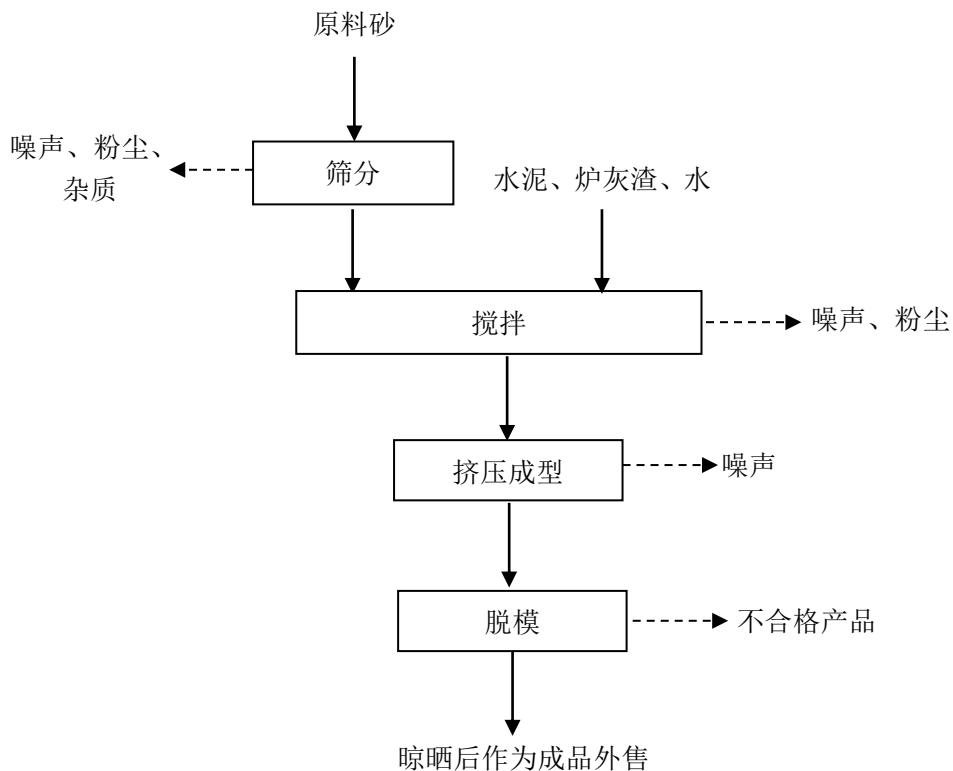 原料砂
噪声、粉尘、
杂质
筛分
水泥、炉灰渣、水
搅拌
噪声、粉尘
挤压成型
噪声
脱模
不合格产品
晾晒后作为成品外售